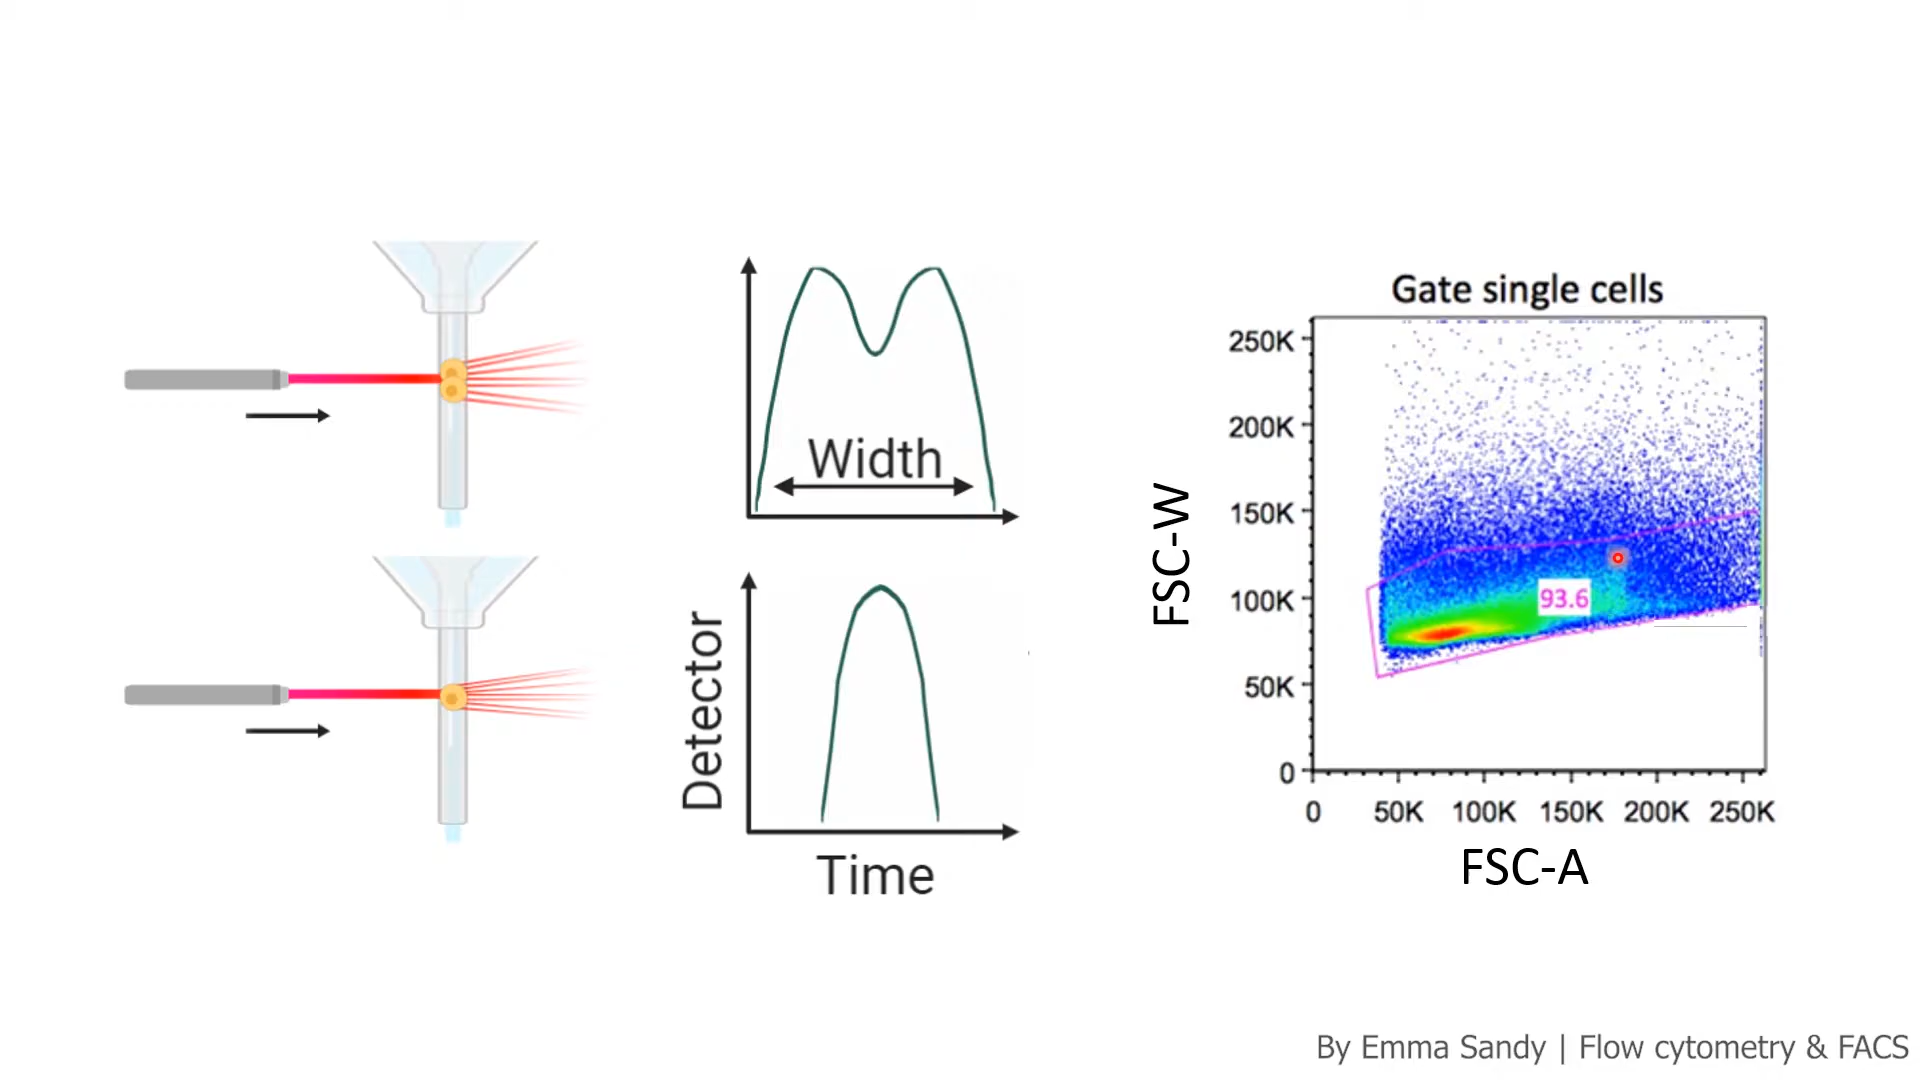 Width
Detector
Time
Gate single cells
FSC-W
250K
200K
150K
100K
50K
0
93.6
0 50K 100K 150K 200K 250K
FSC-A
By Emma Sandy | Flow cytometry & FACS